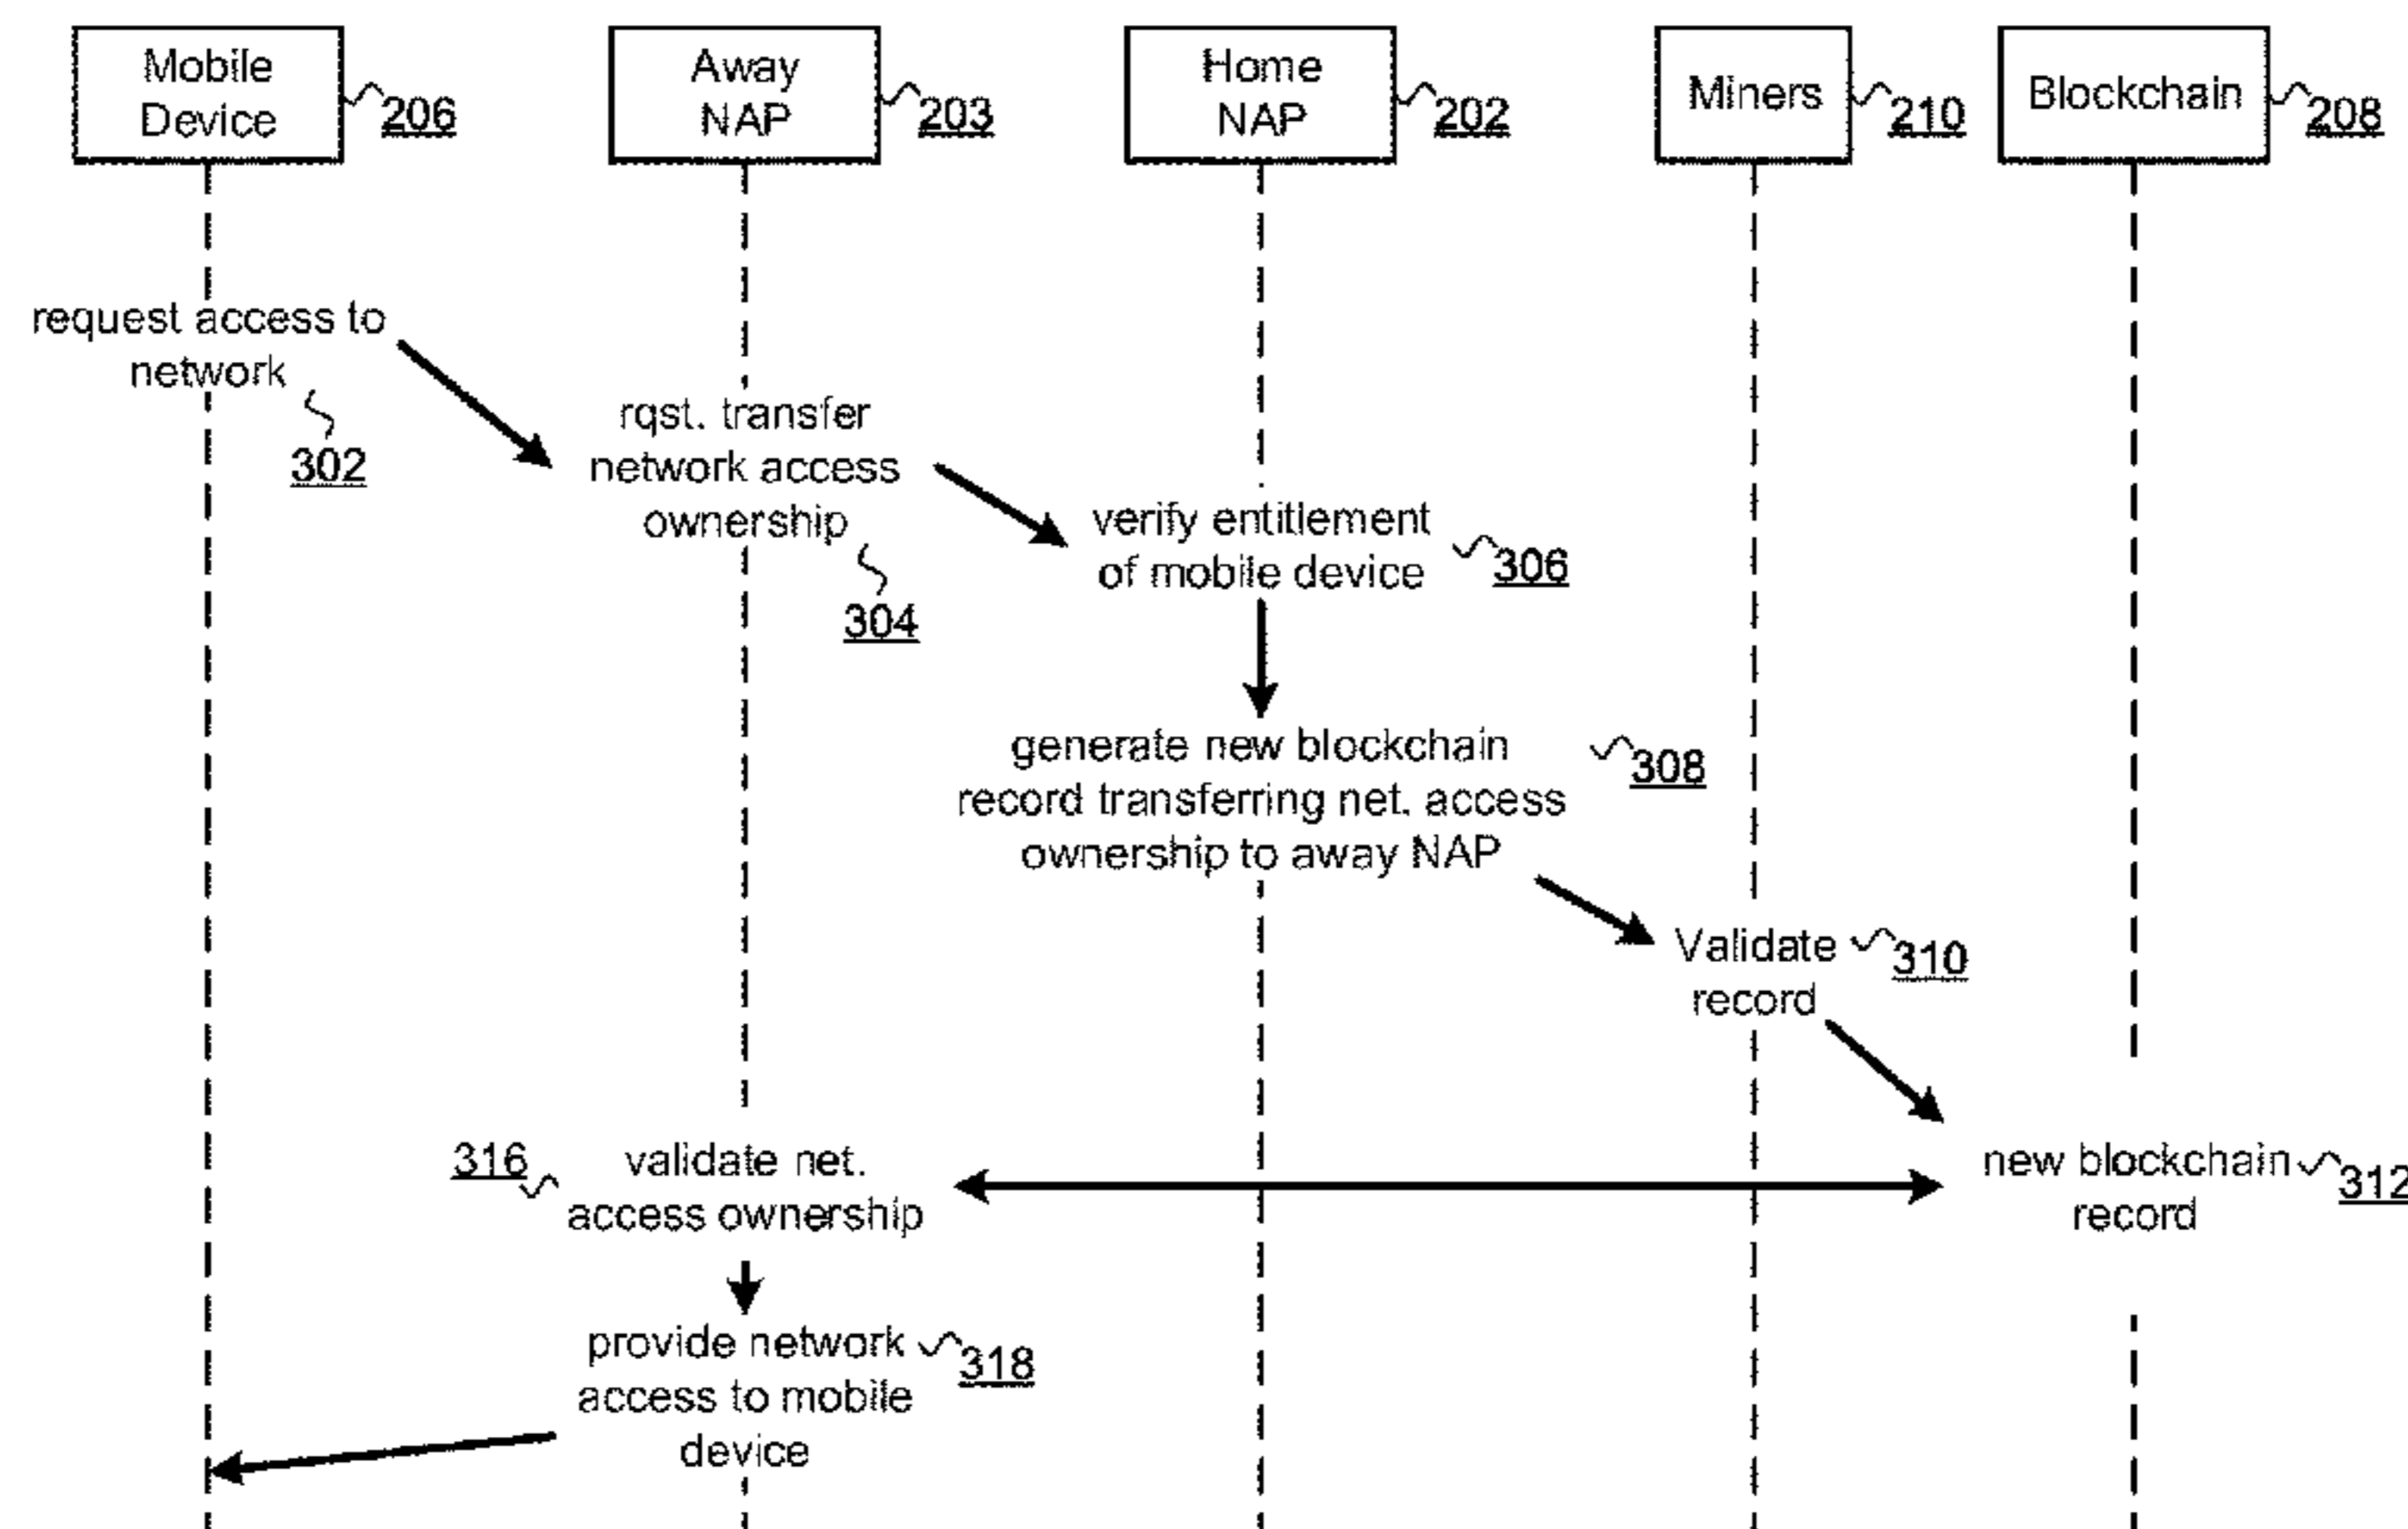 Mobile
Device
206
Away
NAP
203
Home
NAP
202
Miners
210
Blockchain
208
request access to
network
302
rqst. transfer
network access
ownership
304
verify entitlement
of mobile device
306
generate new blockchain
record transferring net. access
ownership to away NAP
308
Validate
record
310
new blockchain
record
312
316
validate net.
access ownership
provide network
access to mobile
device
318